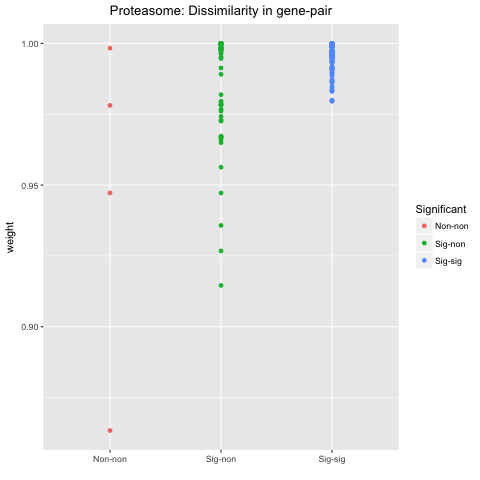 Proteasome: Dissimilarity in gene-pair
1.00
0.95
0.90
weight
Non-non
Sig-non
Sig-sig
Significant
Non-non
Sig-non
Sig-sig